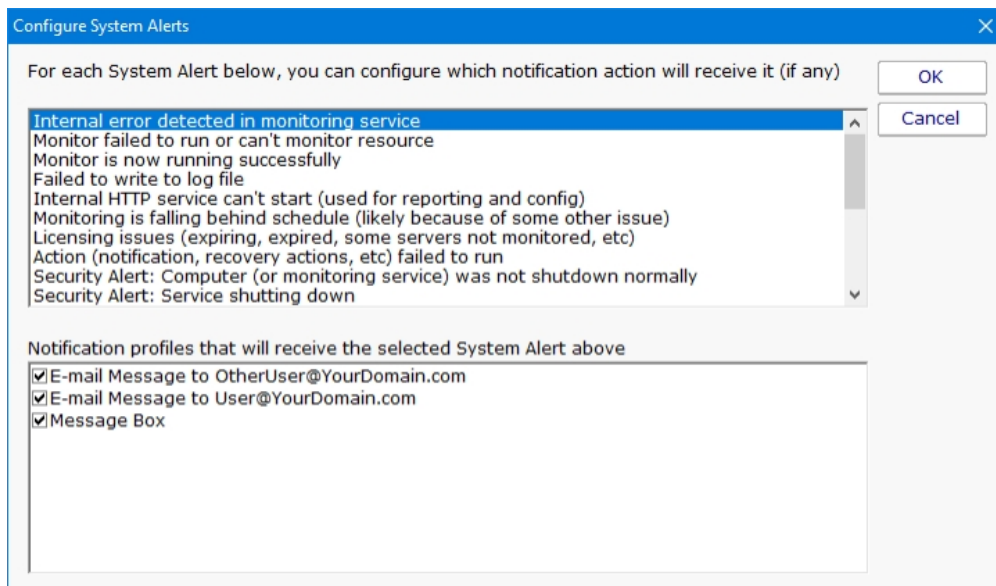 Configure System Alerts
For each System Alert below, you can configure which notification action will receive it (if any)
OK
Cancel
Internal error detected in monitoring service
Monitor failed to run or can't monitor resource
Monitor is now running successfully
Failed to write to log file
Internal HTTP service can't start (used for reporting and config)
Monitoring is falling behind schedule (likely because of some other issue)
Licensing issues (expiring, expired, some servers not monitored, etc)
Action (notification, recovery actions, etc) failed to run
Security Alert: Computer (or monitoring service) was not shutdown normally
Security Alert: Service shutting down
Notification profiles that will receive the selected System Alert above
E-mail Message to OtherUser@YourDomain.com
E-mail Message to User@YourDomain.com
Message Box